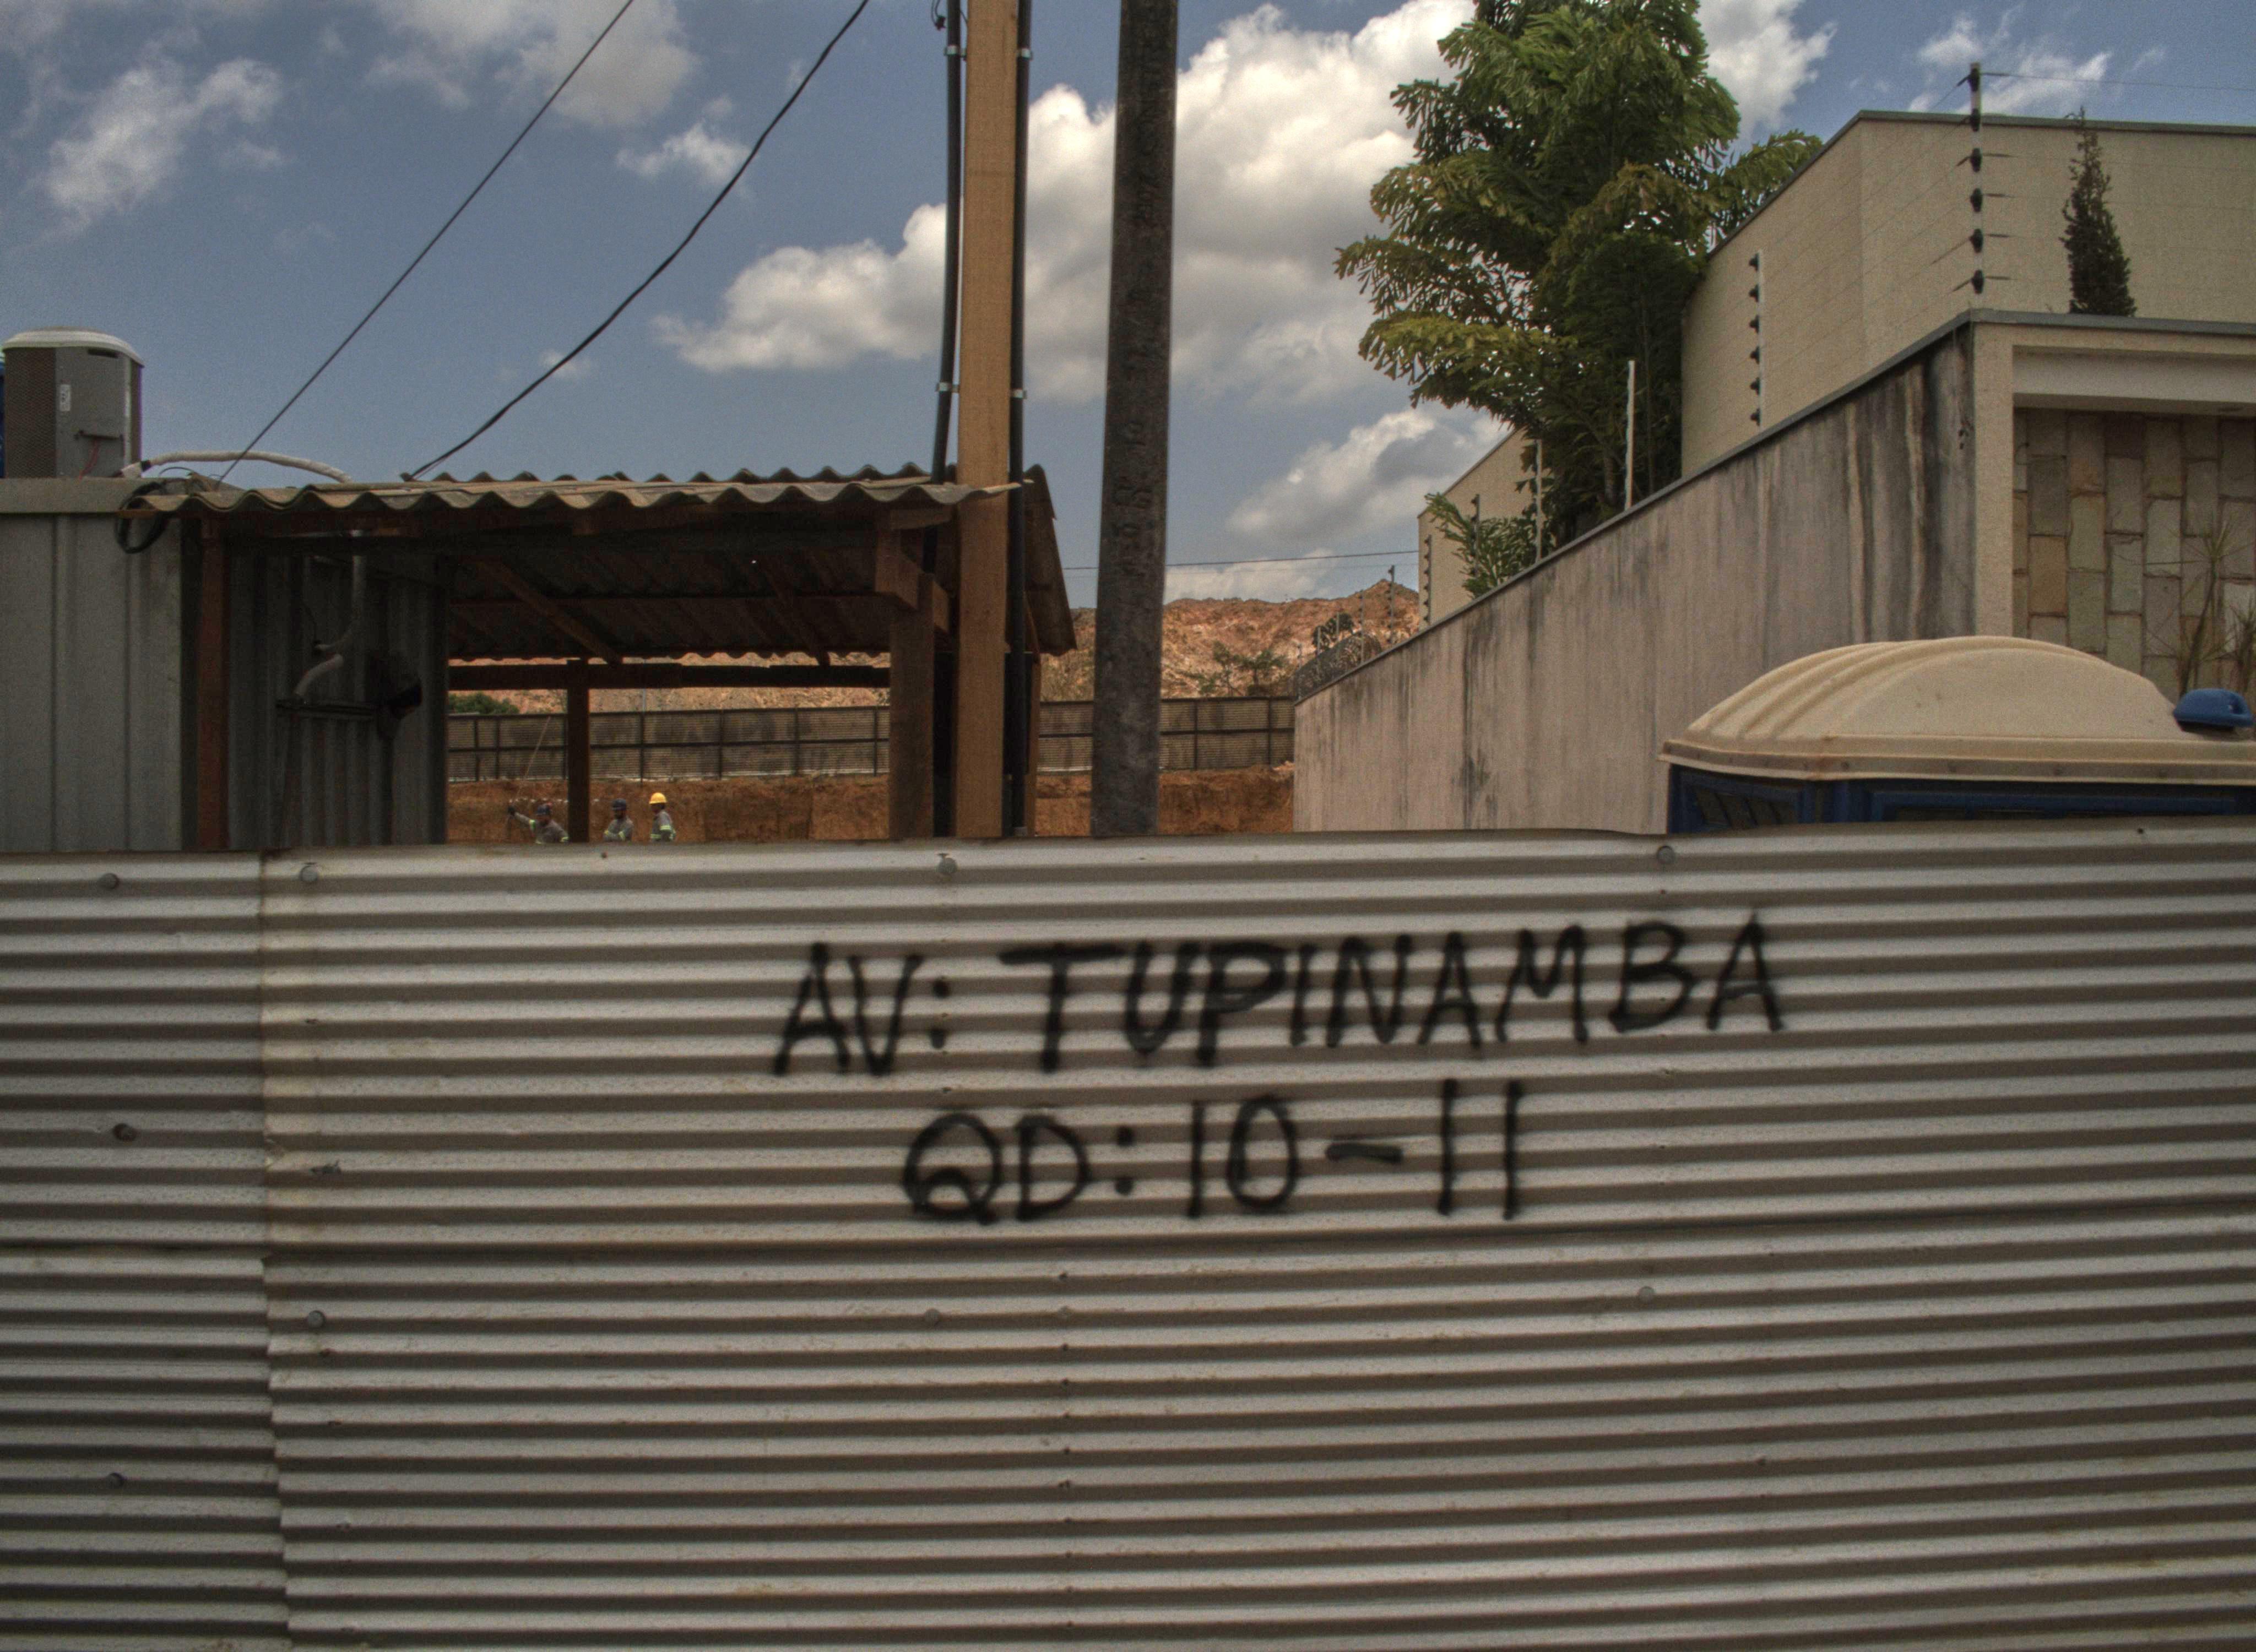 AV: TUPINAMBA
QD: 10-11